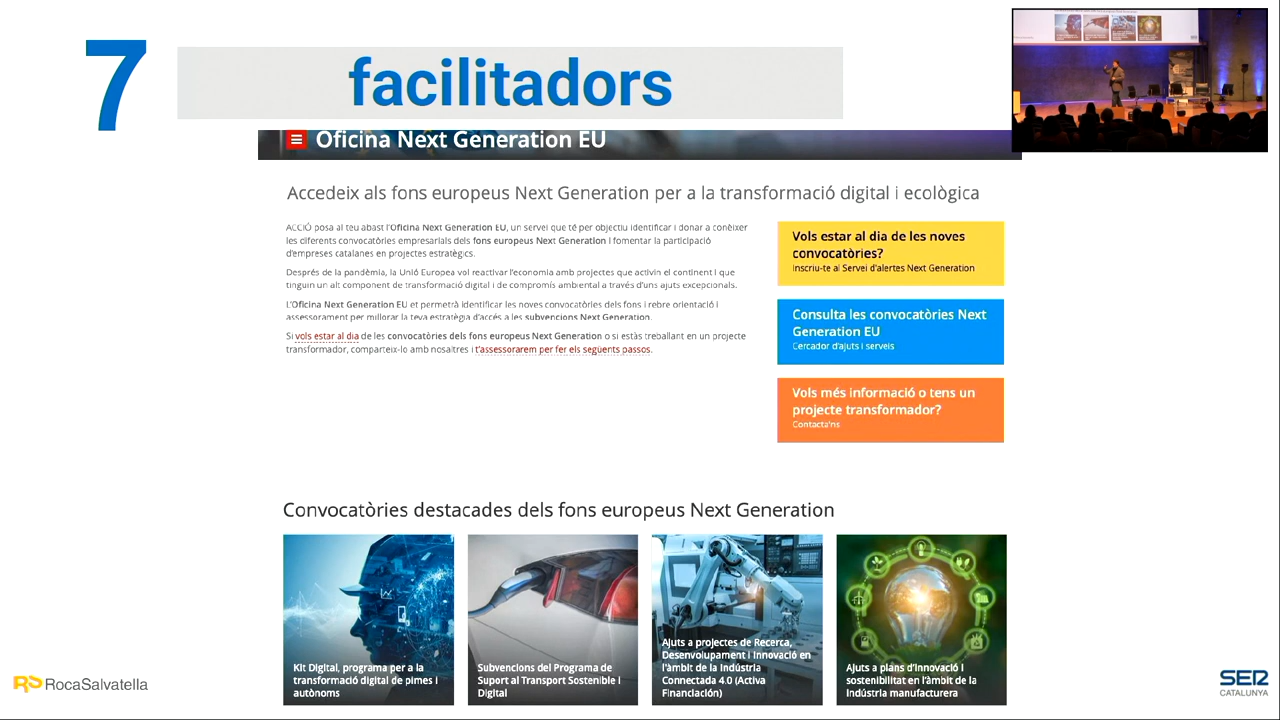 7
facilitadors
Oficina Next Generation EU
Accedeix als fons europeus Next Generation per a la transformació digital i ecològica
ACCIÓ posa al teu abast l'Oficina Next Generation EU, un servei que té per objectiu identificar i donar a conèixer
les diferents convocatòries empresarials dels fons europeus Next Generation i fomentar la participació
d'empreses catalanes en projectes estratègics.
Després de la pandèmia, la Unió Europea vol reactivar l'economia amb projectes que activin el continent i que
tinguin un alt component de transformació digital i de compromís ambiental a través d'uns ajuts excepcionals.
L'Oficina Next Generation EU et permetrà identificar les noves convocatòries dels fons i rebre orientació i
assessorament per millorar la teva estratègia d'accés a les subvencions Next Generation.
Si vols estar al dia de les convocatòries dels fons europeus Next Generation o si estàs treballant en un projecte
transformador, comparteix-lo amb nosaltres i t'assessorarem per fer els següents passos.
Vols estar al dia de les noves
convocatòries?
Inscriu-te al Servei d'alertes Next Generation
Consulta les convocatòries Next
Generation EU
Cercador d'ajuts i serveis
Vols més informació o tens un
projecte transformador?
Contacta'ns
Convocatòries destacades dels fons europeus Next Generation
Kit Digital, programa per a la
transformació digital de pimes i
autònoms
Subvencions del Programa de
Suport al Transport Sostenible i
Digital
Ajuts a projectes de Recerca,
Desenvolupament i Innovació en
l'àmbit de la Indústria
Connectada 4.0 (Activa
Financiación)
Ajuts a plans d'innovació i
sostenibilitat en l'àmbit de la
Indústria manufacturera
RocaSalvatella
SER
CATALUNYA